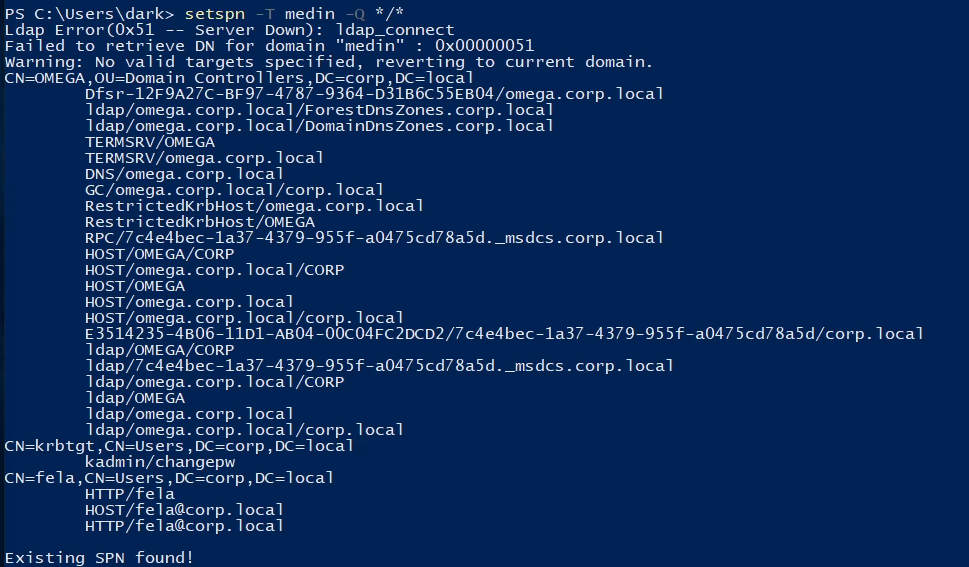 PS C:\Users\dark> setspn -T medin -Q */*
Ldap Error(0x51 -- Server Down): ldap_connect
Failed to retrieve DN for domain "medin" : 0x00000051
Warning: No valid targets specified, reverting to current domain.
CN=OMEGA,OU=Domain Controllers,DC=corp,DC=local
Dfsr-12F9A27C-BF97-4787-9364-D31B6C55EB04/omega.corp.local
ldap/omega.corp.local/ForestDnsZones.corp.local
ldap/omega.corp.local/DomainDnsZones.corp.local
TERMSRV/OMEGA
TERMSRV/omega.corp.local
DNS/omega.corp.local
GC/omega.corp.local/corp.local
RestrictedKrbHost/omega.corp.local
RestrictedKrbHost/OMEGA
RPC/7c4e4bec-1a37-4379-955f-a0475cd78a5d._msdcs.corp.local
HOST/OMEGA/CORP
HOST/omega.corp.local/CORP
HOST/OMEGA
HOST/omega.corp.local
HOST/omega.corp.local/corp.local
E3514235-4B06-11D1-AB04-00C04FC2DCD2/7c4e4bec-1a37-4379-955f-a0475cd78a5d/corp.local
ldap/OMEGA/CORP
ldap/7c4e4bec-1a37-4379-955f-a0475cd78a5d._msdcs.corp.local
ldap/omega.corp.local/CORP
ldap/OMEGA
ldap/omega.corp.local
ldap/omega.corp.local/corp.local
CN=krbtgt,CN=Users,DC=corp,DC=local
kadmin/changepw
CN=fela,CN=Users,DC=corp,DC=local
HTTP/fela
HOST/fela@corp.local
HTTP/fela@corp.local
Existing SPN found!